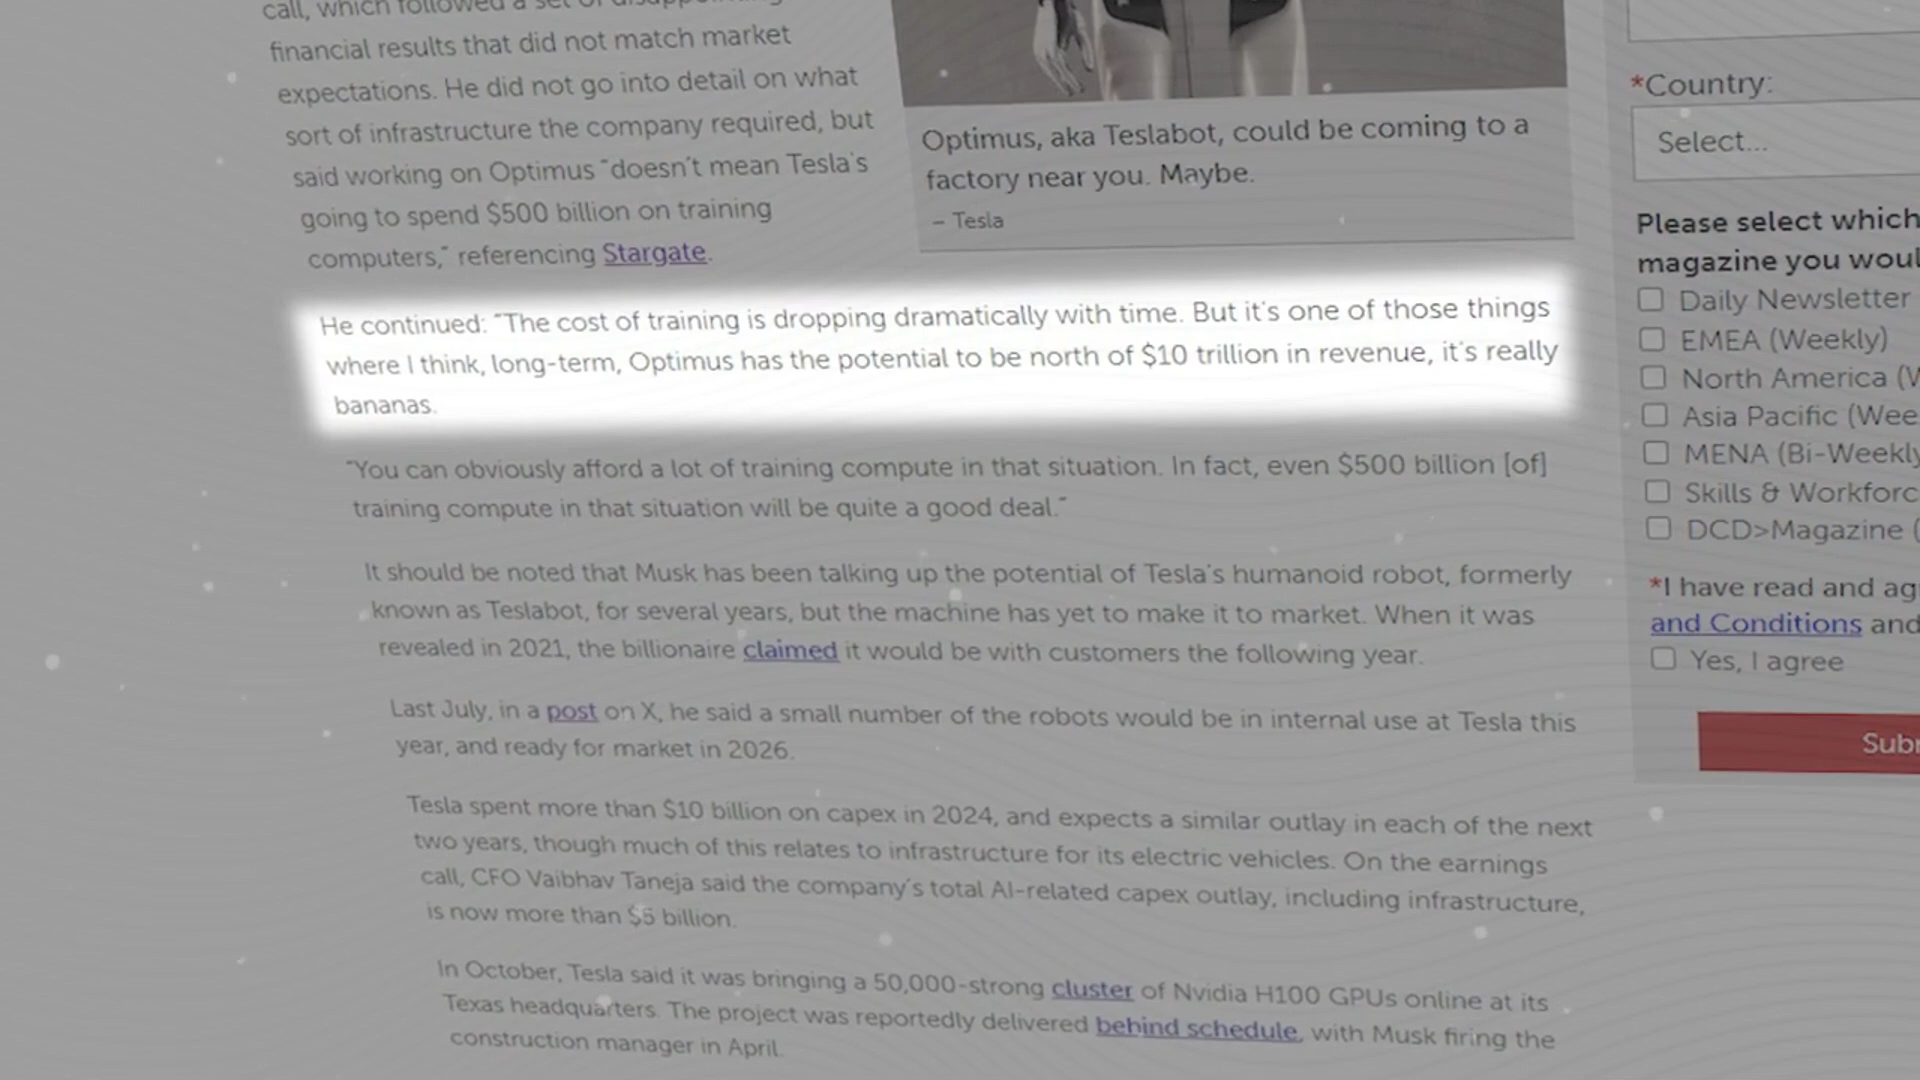 call, which followed a set of disappointing
financial results that did not match market
expectations. He did not go into detail on what
sort of infrastructure the company required, but
said working on Optimus "doesn't mean Tesla's
going to spend $500 billion on training
computers," referencing Stargate.
Optimus, aka Teslabot, could be coming to a
factory near you. Maybe.
– Tesla
He continued: "The cost of training is dropping dramatically with time. But it's one of those things
where I think, long-term, Optimus has the potential to be north of $10 trillion in revenue, it's really
bananas.
"You can obviously afford a lot of training compute in that situation. In fact, even $500 billion [of]
training compute in that situation will be quite a good deal."
It should be noted that Musk has been talking up the potential of Tesla's humanoid robot, formerly
known as Teslabot, for several years, but the machine has yet to make it to market. When it was
revealed in 2021, the billionaire claimed it would be with customers the following year.
Last July, in a post on X, he said a small number of the robots would be in internal use at Tesla this
year, and ready for market in 2026.
Tesla spent more than $10 billion on capex in 2024, and expects a similar outlay in each of the next
two years, though much of this relates to infrastructure for its electric vehicles. On the earnings
call, CFO Vaibhav Taneja said the company's total AI-related capex outlay, including infrastructure,
is now more than $5 billion.
In October, Tesla said it was bringing a 50,000-strong cluster of Nvidia H100 GPUs online at its
Texas headquarters. The project was reportedly delivered behind schedule, with Musk firing the
construction manager in April.
*Country:
Select...
Please select which
magazine you woul
Daily Newsletter
EMEA (Weekly)
North America (W
Asia Pacific (Wee
MENA (Bi-Weekly
Skills & Workforc
DCD>Magazine (
*I have read and ag
and Conditions and
Yes, I agree
Subm